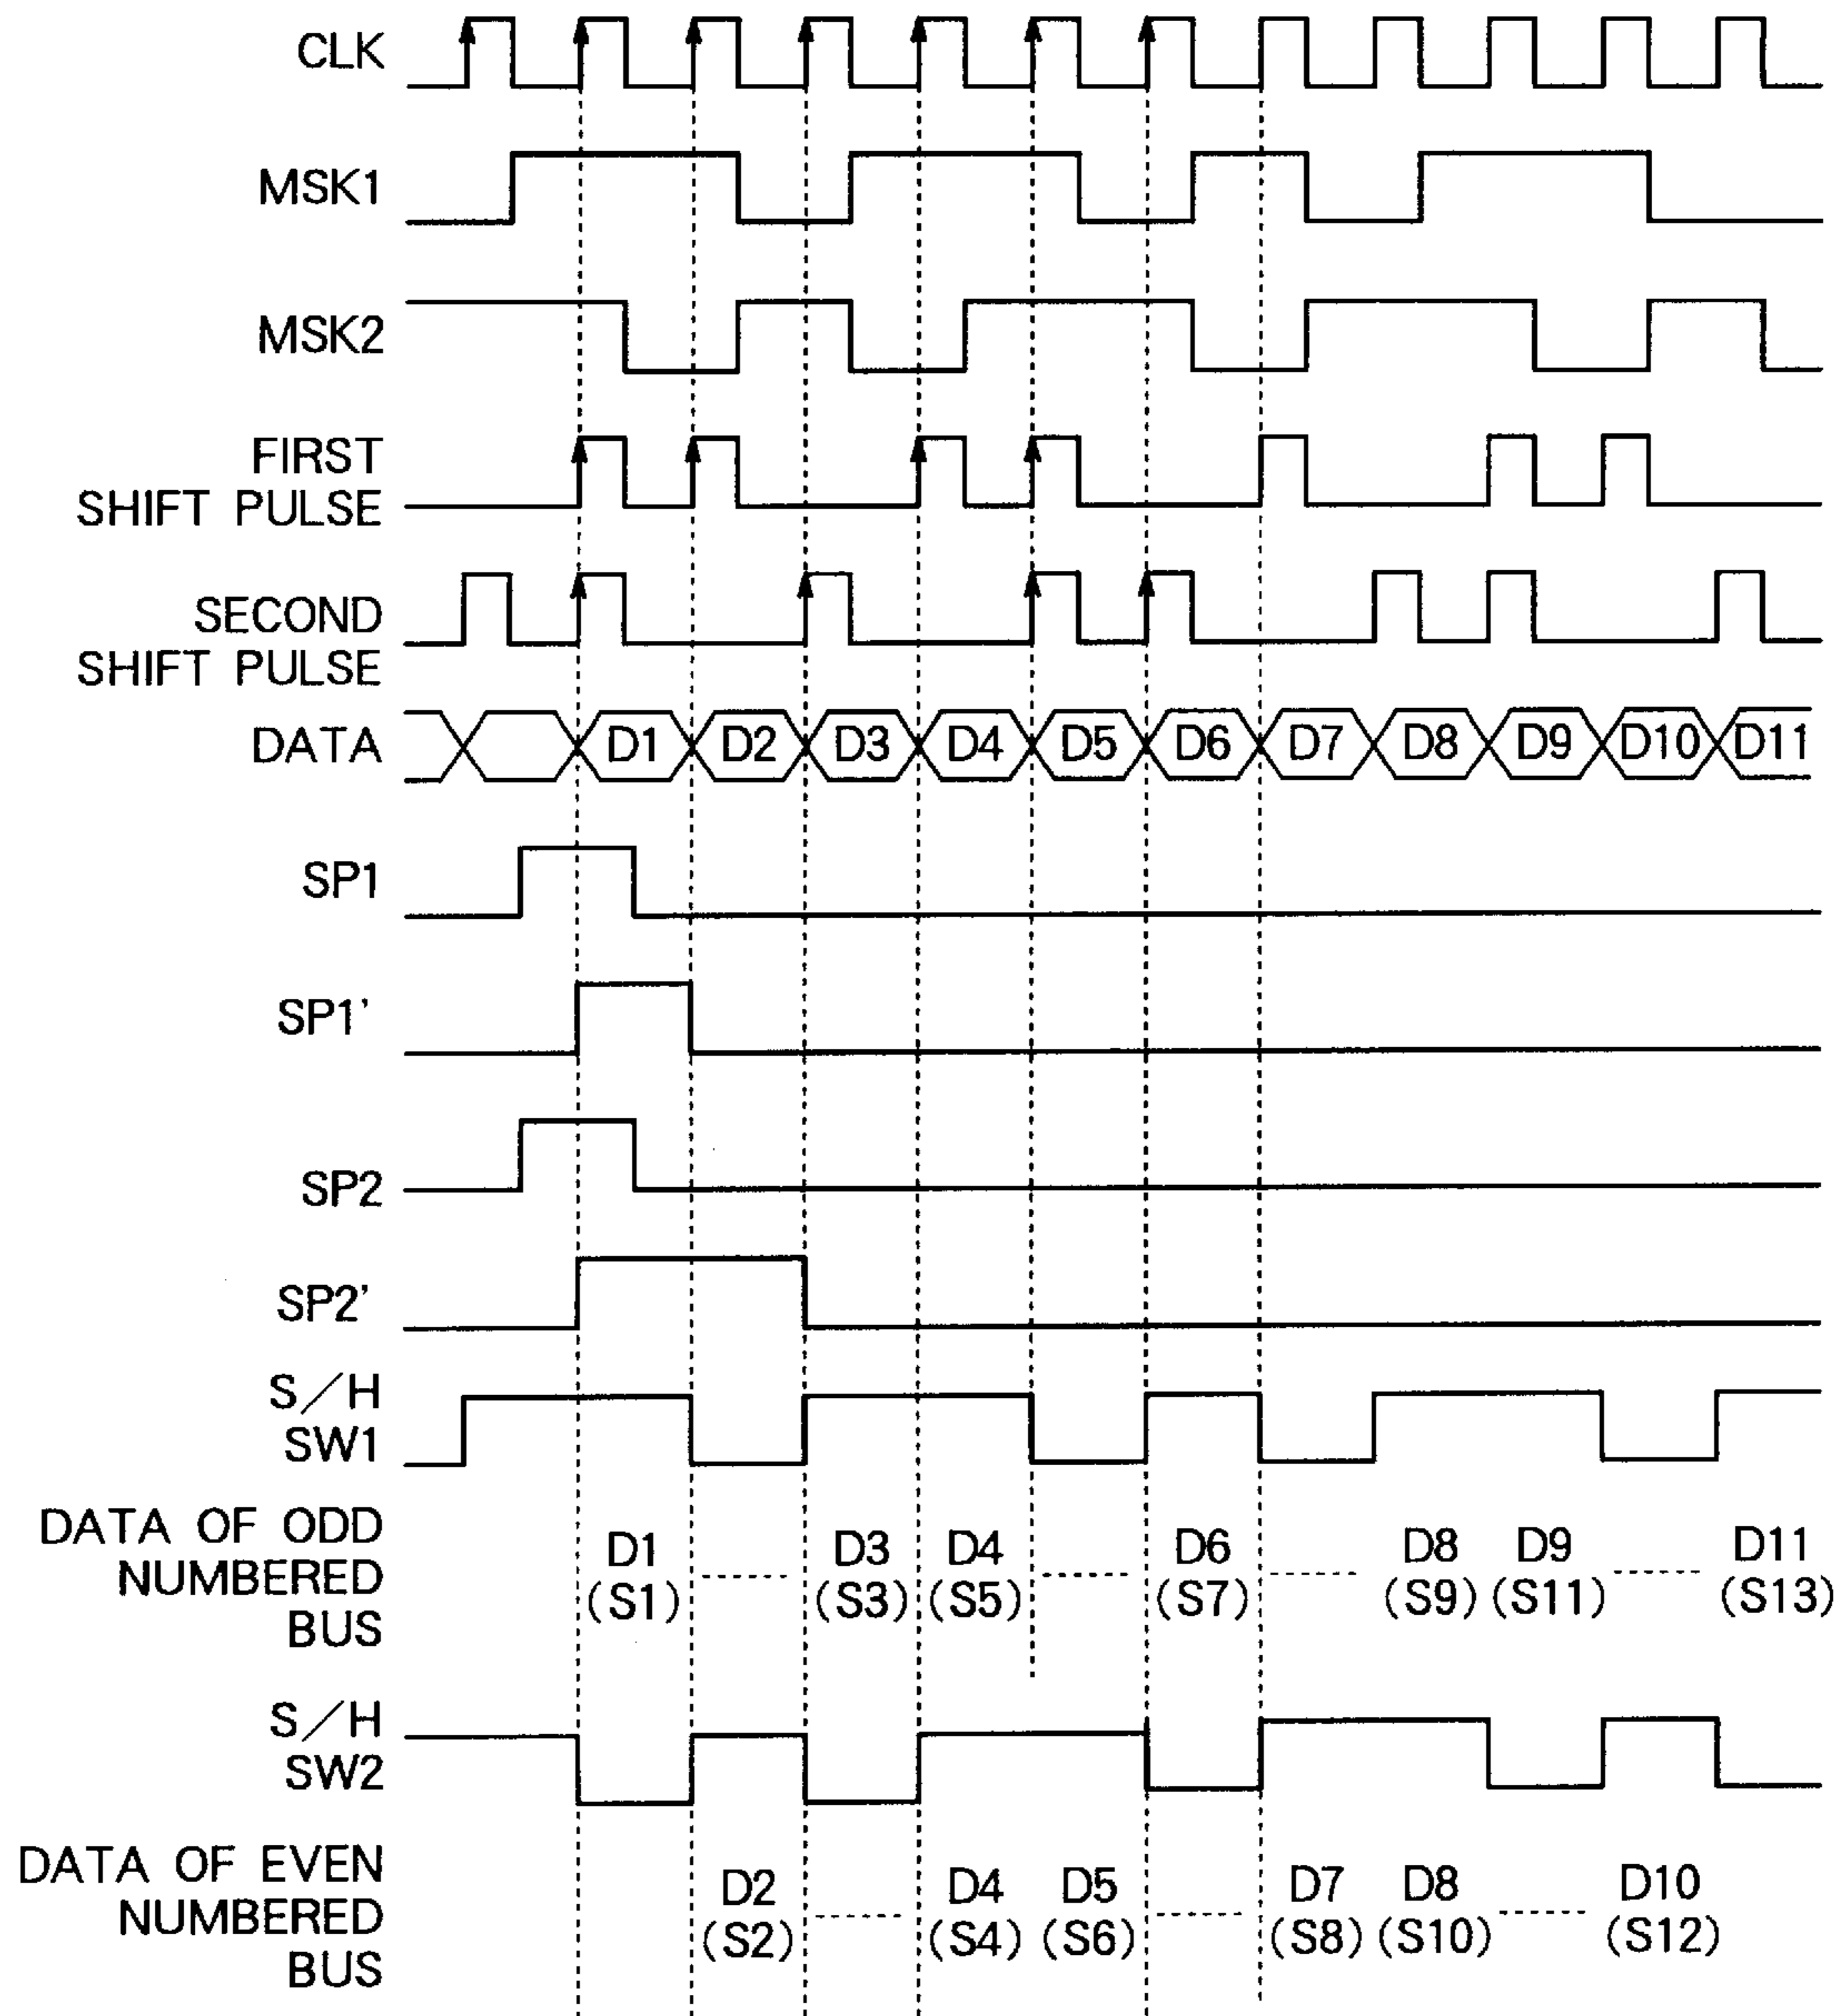 CLK
MSK1
MSK2
FIRST
SHIFT PULSE
SECOND
SHIFT PULSE
DATA D1 D2 D3 D4 D5 D6 D7 D8 D9 D10 D11
SP1
SP1'
SP2
SP2'
S/H
SW1
DATA OF ODD
NUMBERED
BUS
D1 D3 D4 D6 D8 D9 D11
(S1) (S3) (S5) (S7) (S9) (S11) (S13)
S/H
SW2
DATA OF EVEN
NUMBERED
BUS
D2 D4 D5 D7 D8 D10
(S2) (S4) (S6) (S8) (S10) (S12)